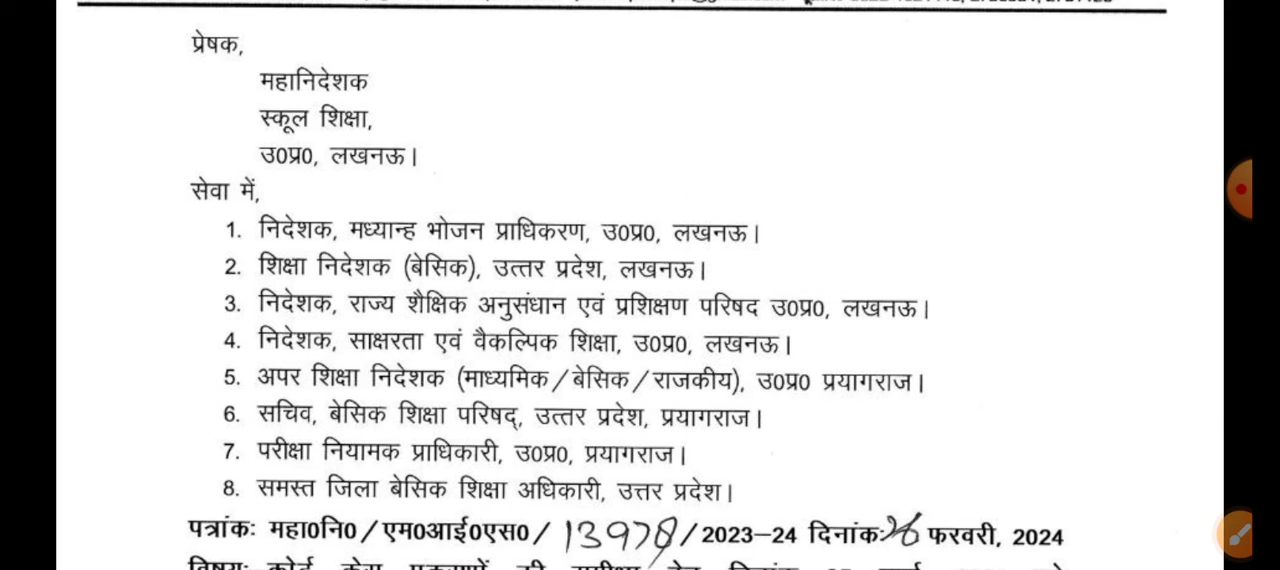 प्रेषक,
महानिदेशक
स्कूल शिक्षा,
उ0प्र0, लखनऊ।
सेवा में,
1. निदेशक, मध्यान्ह भोजन प्राधिकरण, उ0प्र0, लखनऊ।
2. शिक्षा निदेशक (बेसिक), उत्तर प्रदेश, लखनऊ।
3. निदेशक, राज्य शैक्षिक अनुसंधान एवं प्रशिक्षण परिषद उ0प्र0, लखनऊ।
4. निदेशक, साक्षरता एवं वैकल्पिक शिक्षा, उ0प्र0, लखनऊ।
5. अपर शिक्षा निदेशक (माध्यमिक/बेसिक/राजकीय), उ0प्र0 प्रयागराज।
6. सचिव, बेसिक शिक्षा परिषद्, उत्तर प्रदेश, प्रयागराज।
7. परीक्षा नियामक प्राधिकारी, उ0प्र0, प्रयागराज।
8. समस्त जिला बेसिक शिक्षा अधिकारी, उत्तर प्रदेश।
पत्रांकः महा0नि0/एम0आई0एस0/13978/2023-24 दिनांकः26 फरवरी, 2024